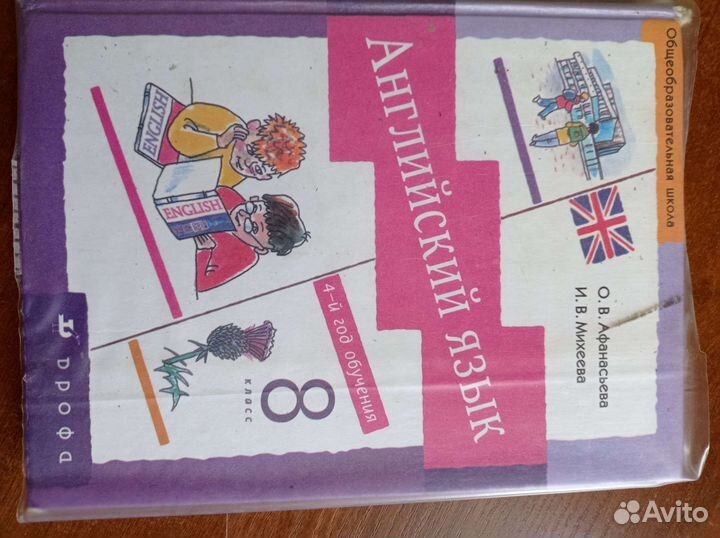 Общеобразовательная школа
О. В. Афанасьева
И. В. Михеева
АНГЛИЙСКИЙ ЯЗЫК
ENGLISH
ENGLISH
4-й год обучения
8
класс
дрофа
Avito